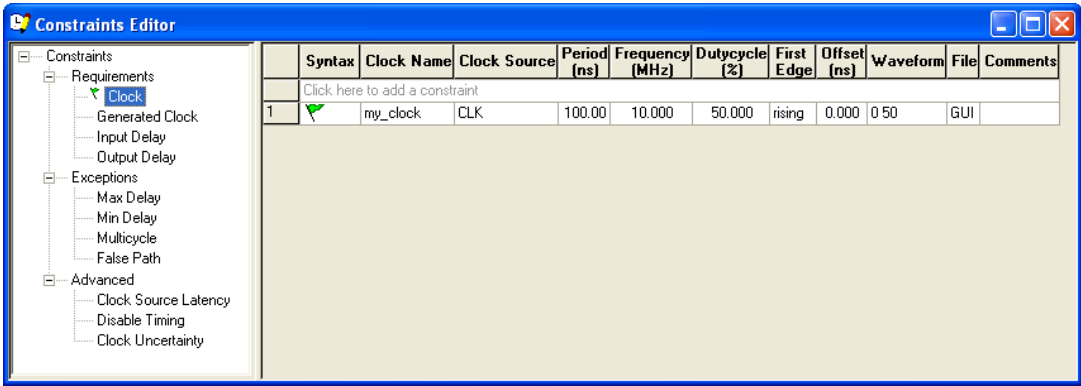 Constraints Editor
Constraints
Requirements
Clock
Generated Clock
Input Delay
Output Delay
Exceptions
Max Delay
Min Delay
Multicycle
False Path
Advanced
Clock Source Latency
Disable Timing
Clock Uncertainty
Syntax Clock Name Clock Source Period (ns) Frequency (MHz) Dutycycle (%) First Edge Offset (ns) Waveform File Comments
Click here to add a constraint
1 my_clock CLK 100.00 10.000 50.000 rising 0.000 0 50 GUI